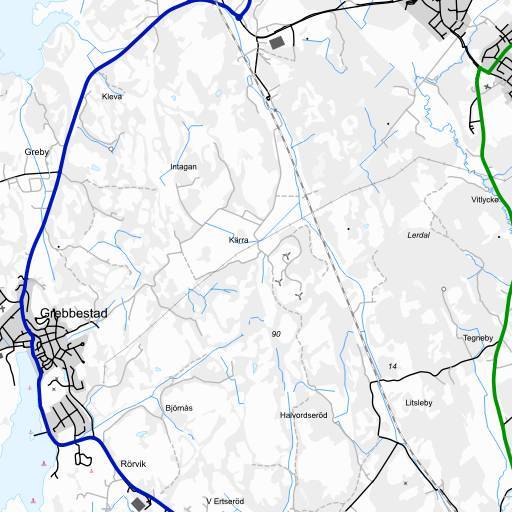 Kleva
Greby
Intagan
Vitlycke
Lerdal
Kärra
Grebbestad
90
Tegneby
14
Litsleby
Björnäs
Halvordseröd
Rörvik
V Ertseröd